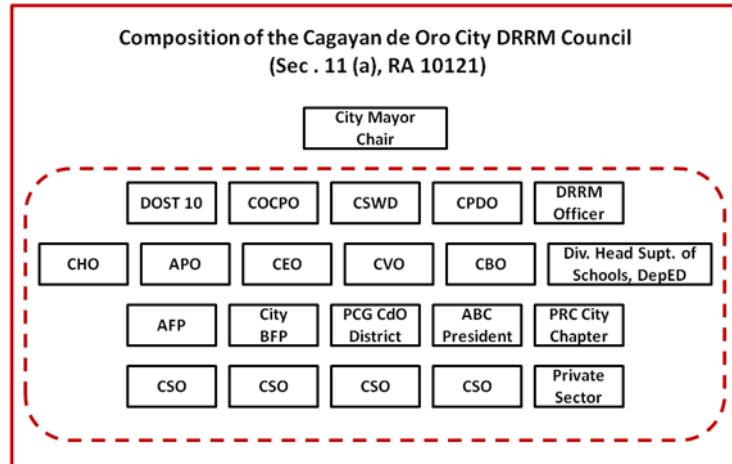 Composition of the Cagayan de Oro City DRRM Council
(Sec . 11 (a), RA 10121)
City Mayor
Chair
DOST 10
COCPO
CSWD
CPDO
DRRM
Officer
CHO
APO
CEO
CVO
CBO
Div. Head Supt. of
Schools, DepED
AFP
City
BFP
PCG CdO
District
ABC
President
PRC City
Chapter
CSO
CSO
CSO
CSO
Private
Sector